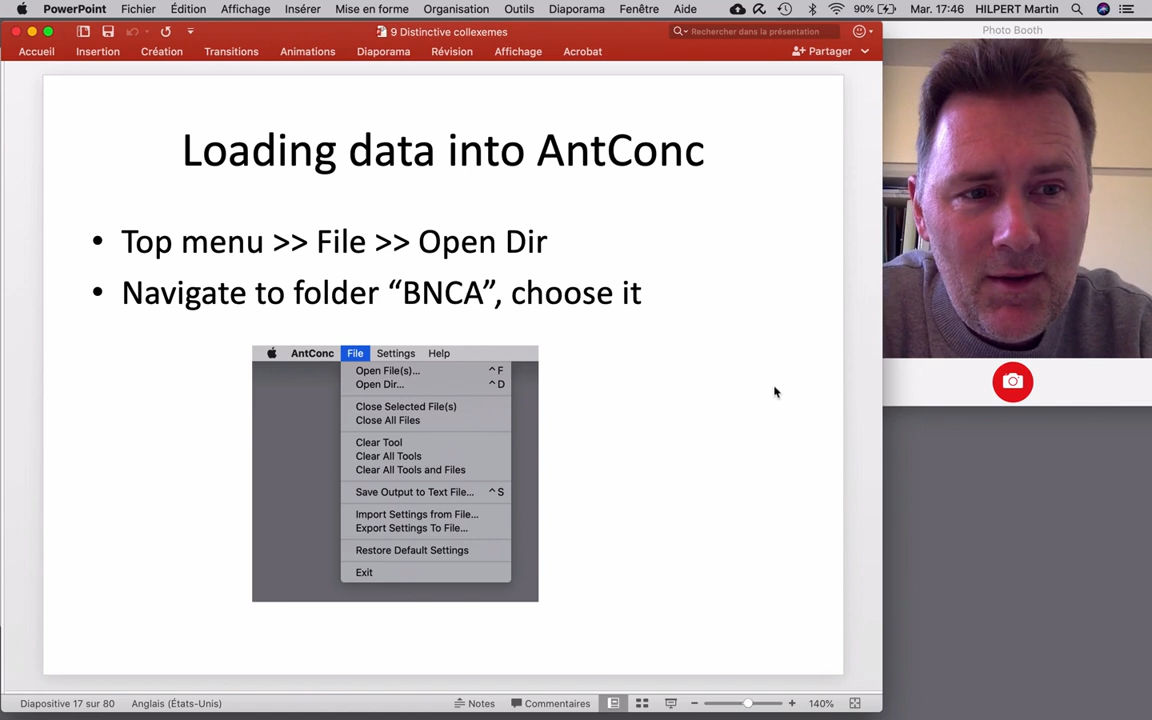 PowerPoint Fichier Édition Affichage Insérer Mise en forme Organisation Outils Diaporama Fenêtre Aide 90% Mar. 17:46 HILPERT Martin
9 Distinctive collexemes
Rechercher dans la présentation
Photo Booth
Accueil Insertion Création Transitions Animations Diaporama Révision Affichage Acrobat Partager
Loading data into AntConc
• Top menu >> File >> Open Dir
• Navigate to folder “BNCA”, choose it
AntConc File Settings Help
Open File(s)... ^F
Open Dir... ^D
Close Selected File(s)
Close All Files
Clear Tool
Clear All Tools
Clear All Tools and Files
Save Output to Text File... ^S
Import Settings from File...
Export Settings To File...
Restore Default Settings
Exit
Diapositive 17 sur 80 Anglais (États-Unis) Notes Commentaires 140%